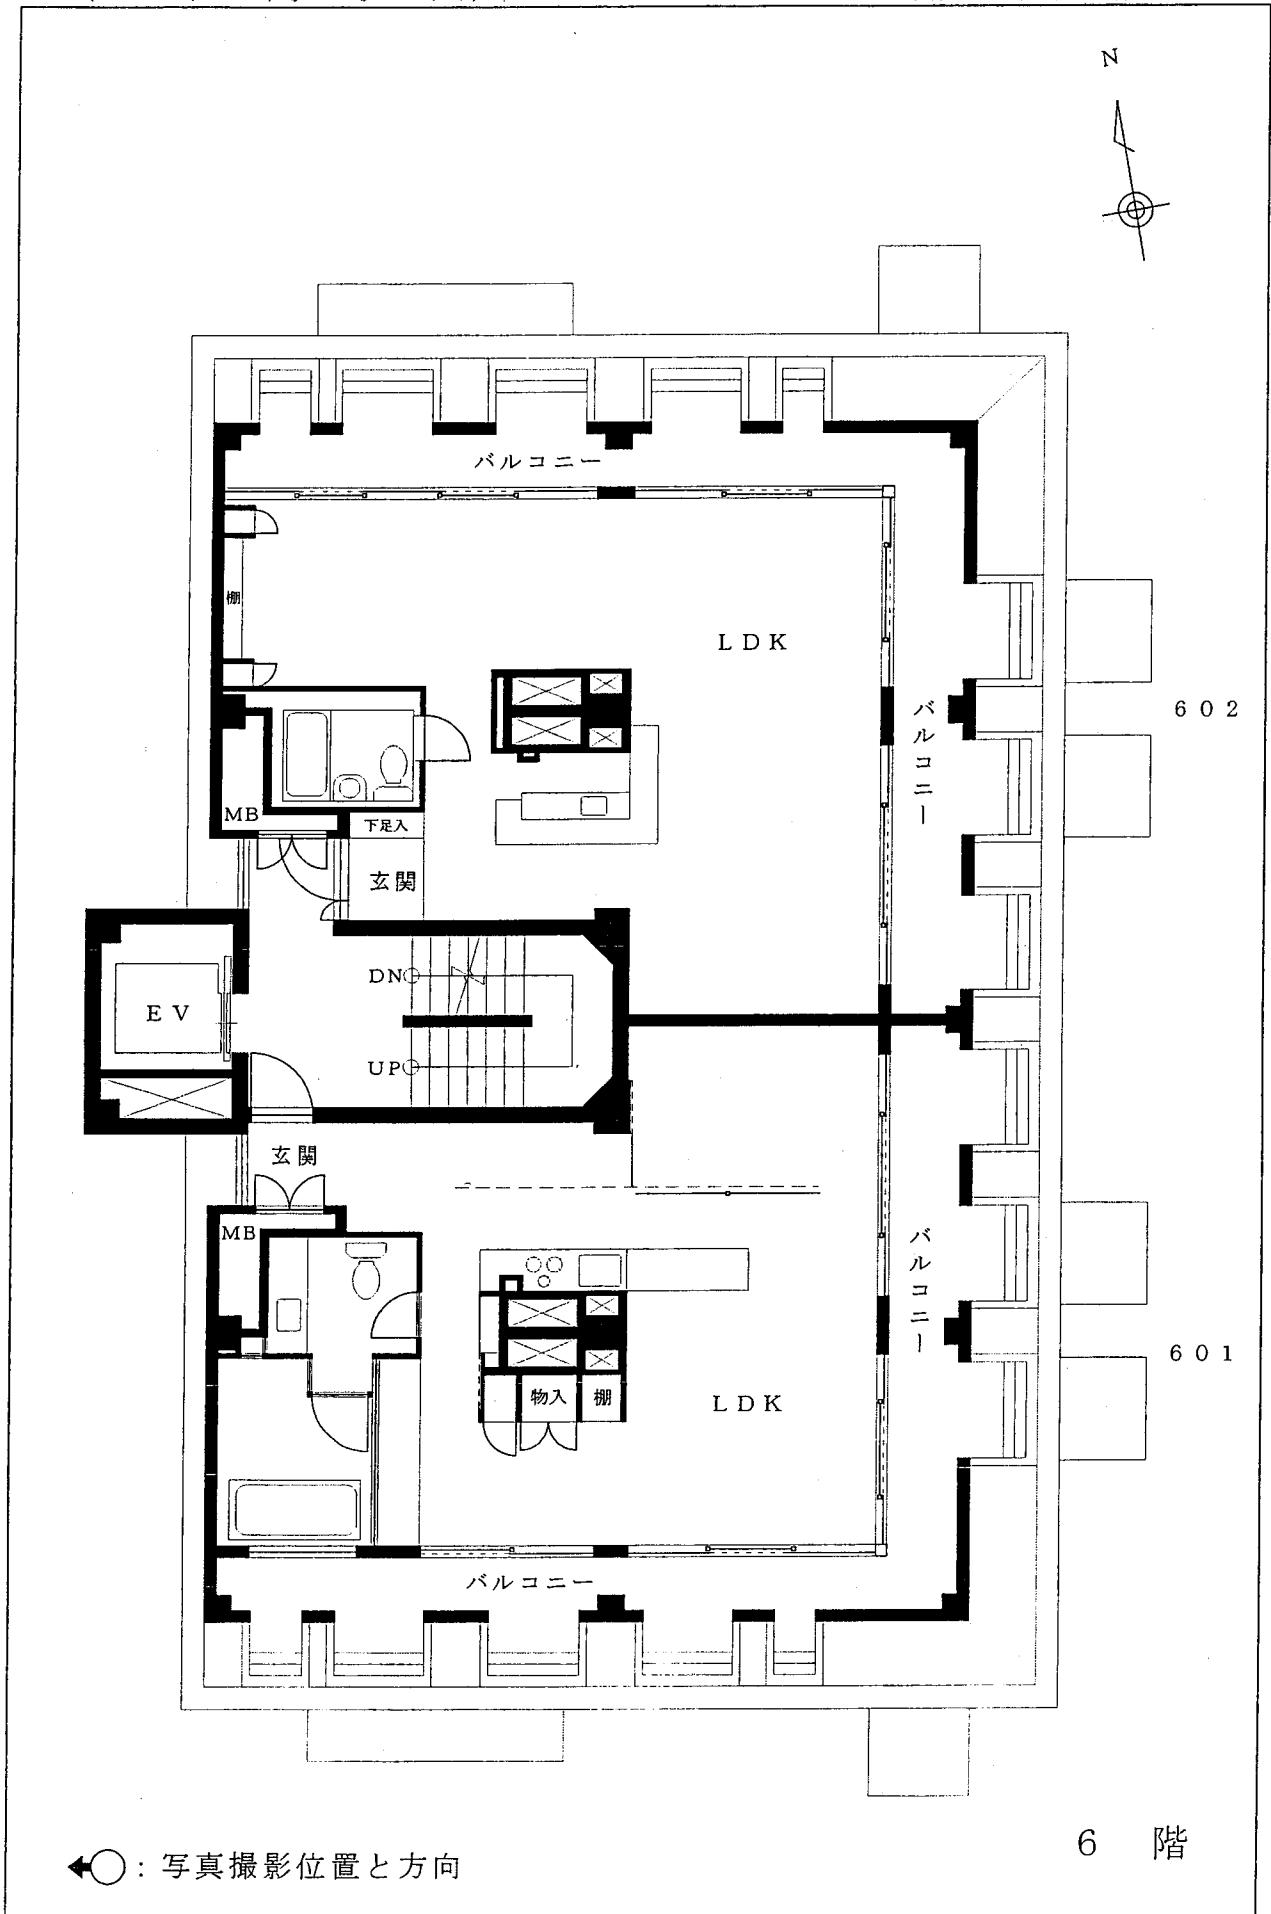 N
バルコニー
棚
LDK
602
バルコニー
MB
下足入
玄関
DN
EV
UP
玄関
MB
バルコニー
601
物入
棚
LDK
バルコニー
6 階
:写真撮影位置と方向